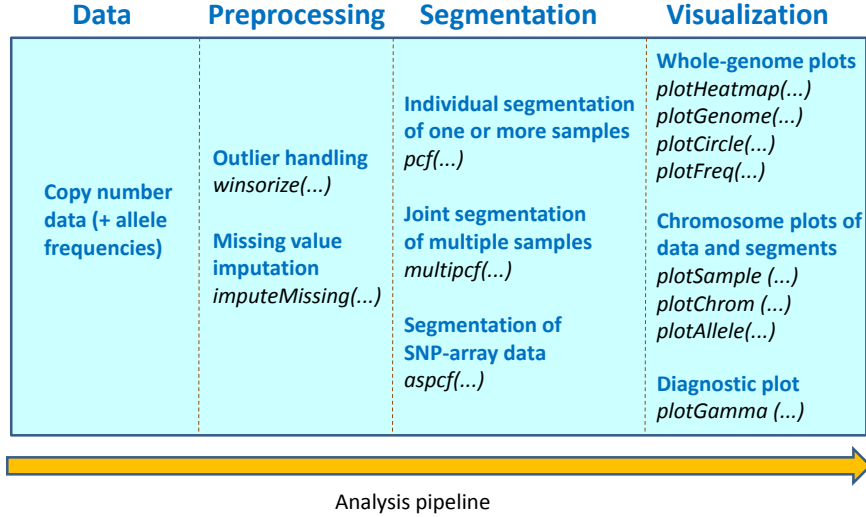 Data
Preprocessing
Segmentation
Visualization
Copy number
data (+ allele
frequencies)
Outlier handling
winsorize(...)
Missing value
imputation
imputeMissing(...)
Individual segmentation
of one or more samples
pcf(...)
Joint segmentation
of multiple samples
multipcf(...)
Segmentation of
SNP-array data
aspcf(...)
Whole-genome plots
plotHeatmap(...)
plotGenome(...)
plotCircle(...)
plotFreq(...)
Chromosome plots of
data and segments
plotSample (...)
plotChrom (...)
plotAllele(...)
Diagnostic plot
plotGamma (...)
Analysis pipeline